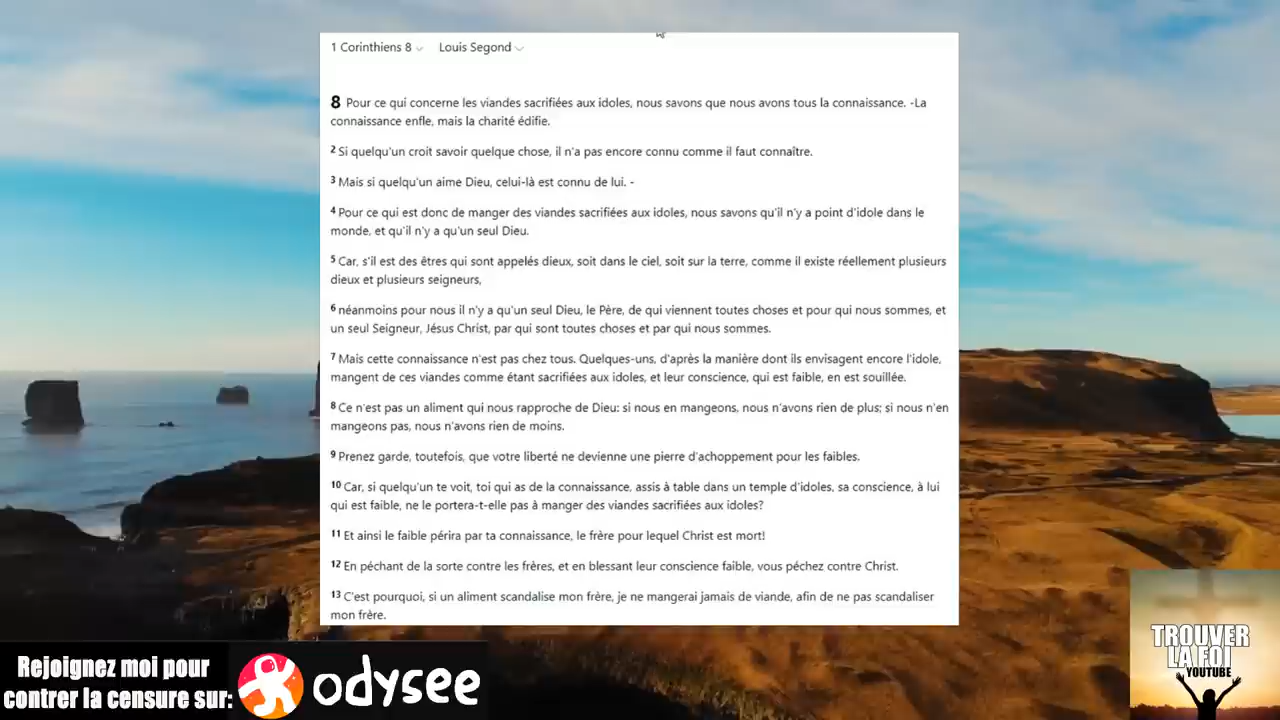 1 Corinthiens 8 Louis Segond
8 Pour ce qui concerne les viandes sacrifiées aux idoles, nous savons que nous avons tous la connaissance. -La
connaissance enfle, mais la charité édifie.
2 Si quelqu'un croit savoir quelque chose, il n'a pas encore connu comme il faut connaître.
3 Mais si quelqu'un aime Dieu, celui-là est connu de lui. -
4 Pour ce qui est donc de manger des viandes sacrifiées aux idoles, nous savons qu'il n'y a point d'idole dans le
monde, et qu'il n'y a qu'un seul Dieu.
5 Car, s'il est des êtres qui sont appelés dieux, soit dans le ciel, soit sur la terre, comme il existe réellement plusieurs
dieux et plusieurs seigneurs,
6 néanmoins pour nous il n'y a qu'un seul Dieu, le Père, de qui viennent toutes choses et pour qui nous sommes, et
un seul Seigneur, Jésus Christ, par qui sont toutes choses et par qui nous sommes.
7 Mais cette connaissance n'est pas chez tous. Quelques-uns, d'après la manière dont ils envisagent encore l'idole,
mangent de ces viandes comme étant sacrifiées aux idoles, et leur conscience, qui est faible, en est souillée.
8 Ce n'est pas un aliment qui nous rapproche de Dieu: si nous en mangeons, nous n'avons rien de plus; si nous n'en
mangeons pas, nous n'avons rien de moins.
9 Prenez garde, toutefois, que votre liberté ne devienne une pierre d'achoppement pour les faibles.
10 Car, si quelqu'un te voit, toi qui as de la connaissance, assis à table dans un temple d'idoles, sa conscience, à lui
qui est faible, ne le portera-t-elle pas à manger des viandes sacrifiées aux idoles?
11 Et ainsi le faible périra par ta connaissance, le frère pour lequel Christ est mort!
12 En péchant de la sorte contre les frères, et en blessant leur conscience faible, vous péchez contre Christ.
13 C'est pourquoi, si un aliment scandalise mon frère, je ne mangerai jamais de viande, afin de ne pas scandaliser
mon frère.
Rejoignez moi pour
contrer la censure sur:
odysee
TROUVER
LA FOI
YOUTUBE